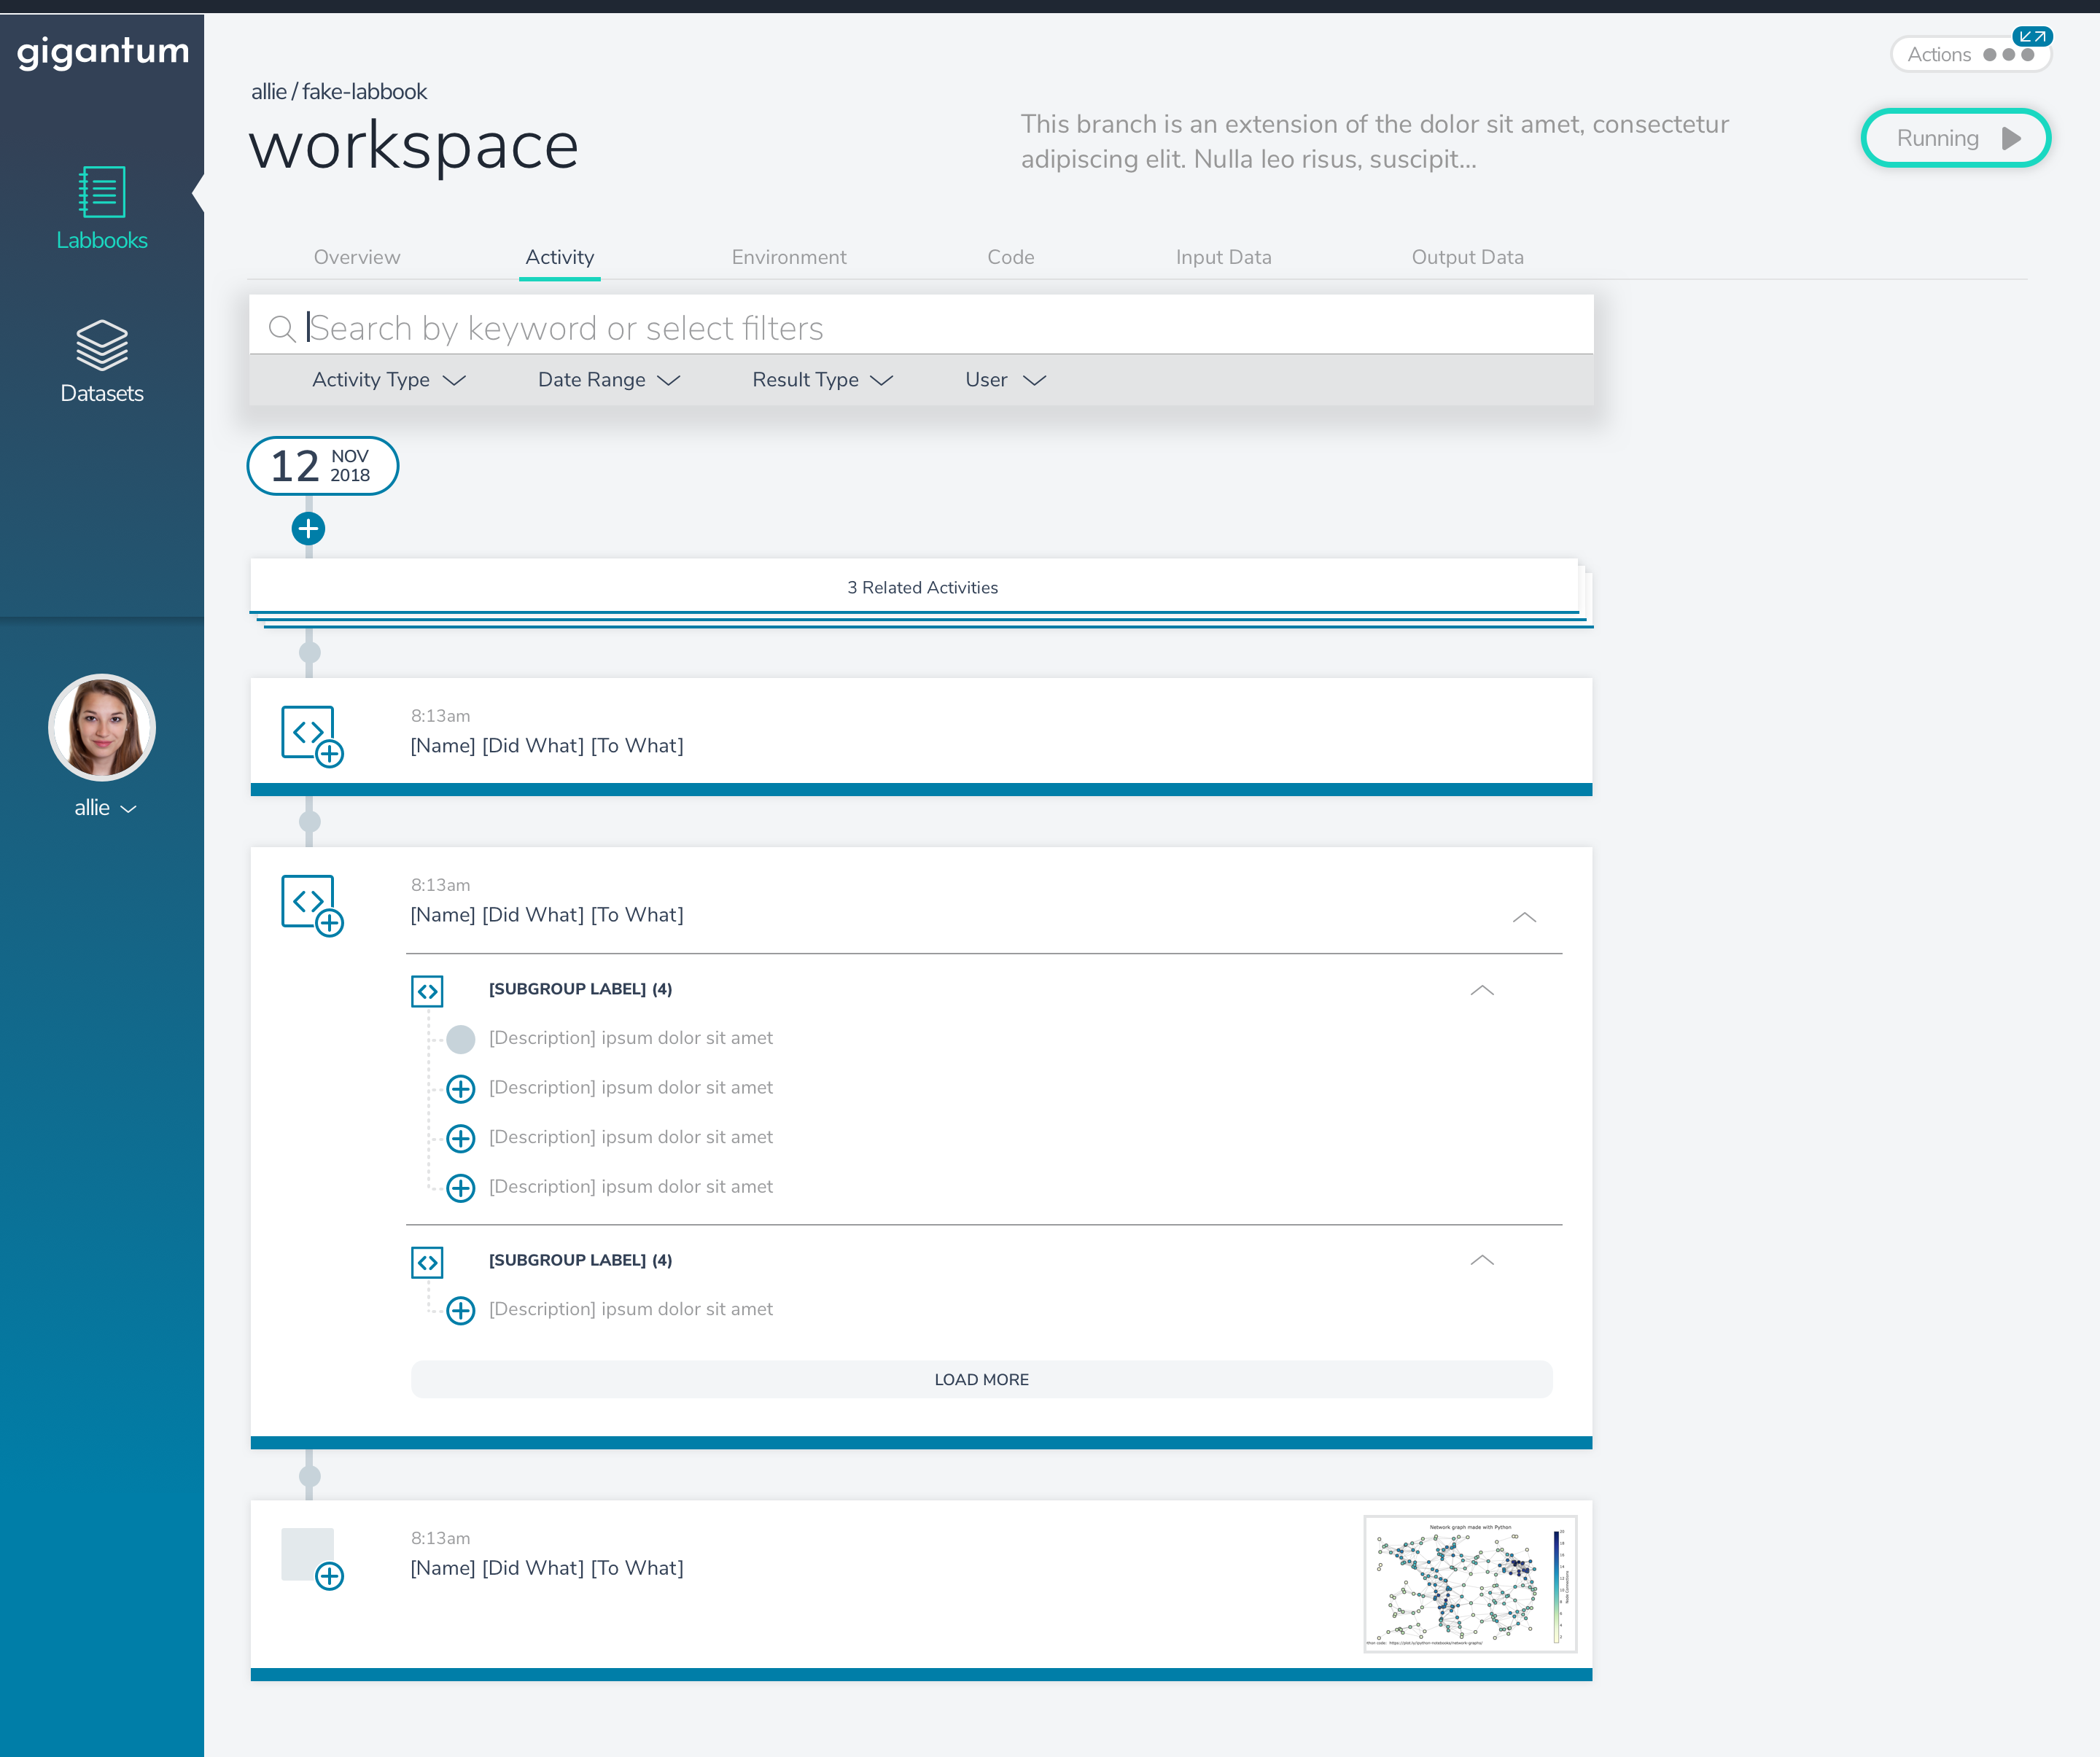 gigantum
Actions
allie / fake-labbook
workspace
This branch is an extension of the dolor sit amet, consectetur
adipiscing elit. Nulla leo risus, suscipit...
Running
Labbooks
Datasets
allie
Overview Activity Environment Code Input Data Output Data
Search by keyword or select filters
Activity Type Date Range Result Type User
12 NOV
2018
3 Related Activities
8:13am
[Name] [Did What] [To What]
8:13am
[Name] [Did What] [To What]
[SUBGROUP LABEL] (4)
[Description] ipsum dolor sit amet
[Description] ipsum dolor sit amet
[Description] ipsum dolor sit amet
[Description] ipsum dolor sit amet
[SUBGROUP LABEL] (4)
[Description] ipsum dolor sit amet
LOAD MORE
8:13am
[Name] [Did What] [To What]
Network graph made with Python